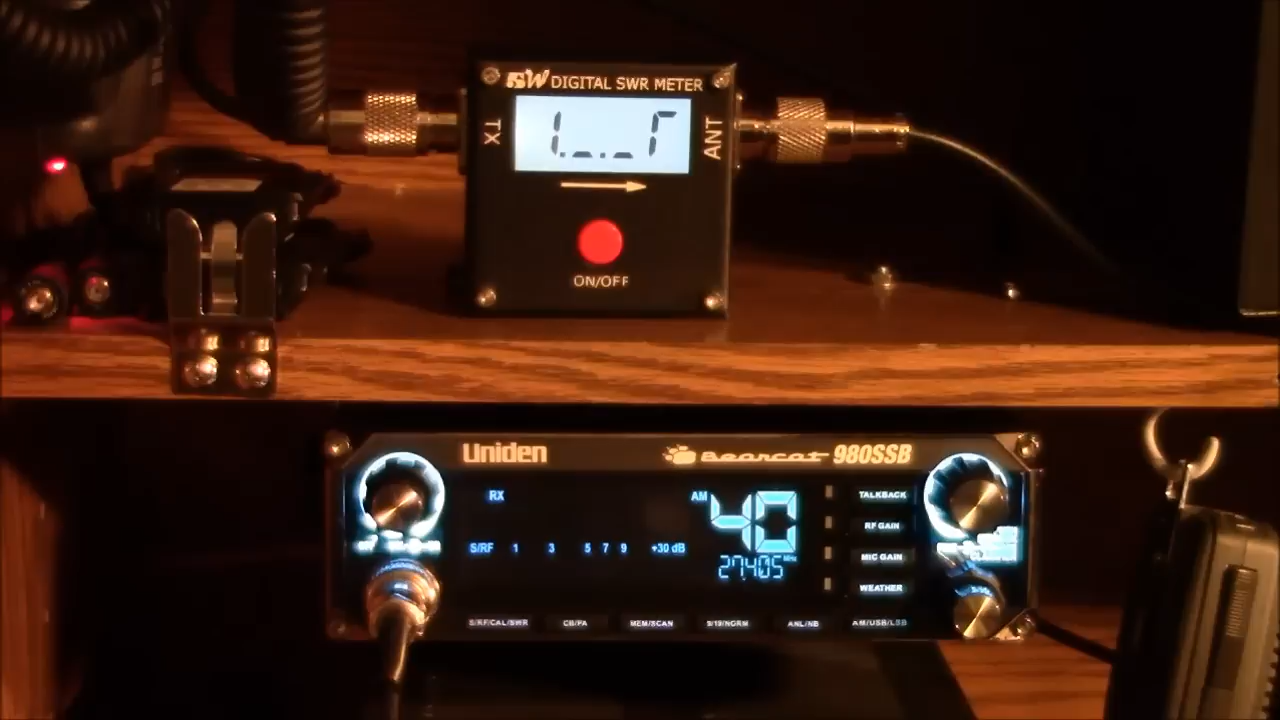 SW DIGITAL SWR METER
TX
ANT
ON/OFF
Uniden
Bearcat 980SSB
RX
AM
40
TALKBACK
RF GAIN
S/RF 1 3 5 7 9 +30 dB
27.405 MHz
MIC GAIN
WEATHER
S/RF/CAL/SWR CB/PA MEM/SCAN 9/19/NORM ANL/NB AM/USB/LSB